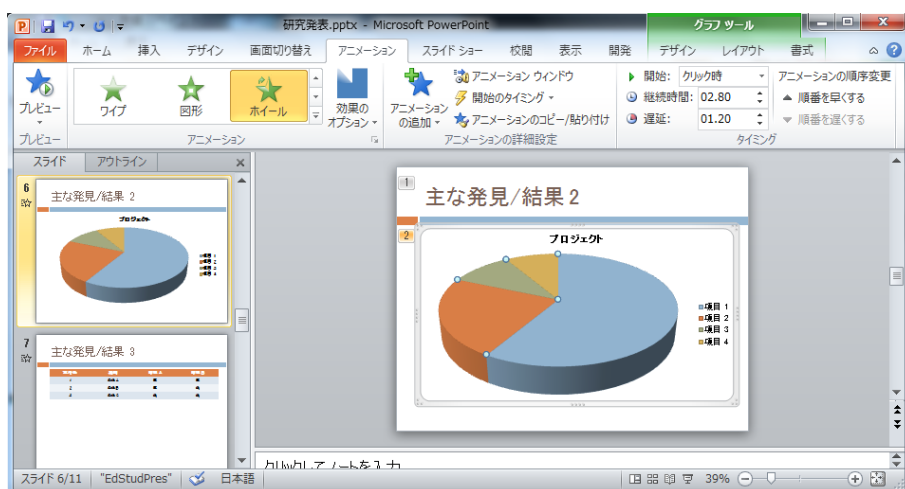 研究発表.pptx - Microsoft PowerPoint
グラフ ツール
ファイル ホーム 挿入 デザイン 画面切り替え アニメーション スライド ショー 校閲 表示 開発 デザイン レイアウト 書式
プレビュー
ワイプ 図形 ホイール
効果のオプション
アニメーションの追加
アニメーション ウィンドウ
開始のタイミング
アニメーションのコピー/貼り付け
開始: クリック時
継続時間: 02.80
遅延: 01.20
アニメーションの順序変更
順番を早くする
順番を遅くする
プレビュー アニメーション アニメーションの詳細設定 タイミング
スライド アウトライン
6
主な発見/結果 2
プロジェクト
7
主な発見/結果 3
1
主な発見/結果 2
2
プロジェクト
項目 1
項目 2
項目 3
項目 4
クリックしてノートを入力
スライド 6/11 "EdStudPres" 日本語 39%